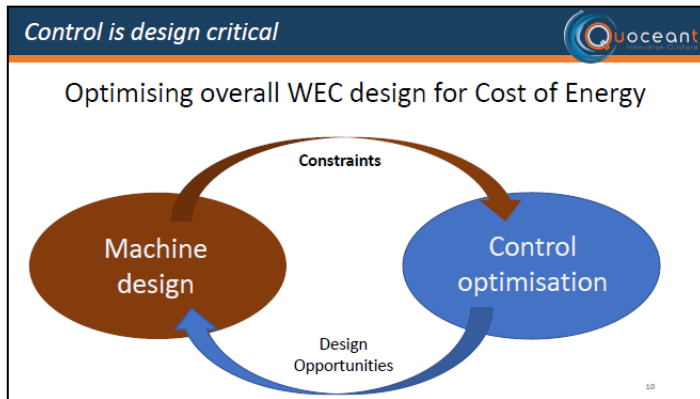 Control is design critical
Quoceant
Innovation Offshore
Optimising overall WEC design for Cost of Energy
Constraints
Machine
design
Control
optimisation
Design
Opportunities
10